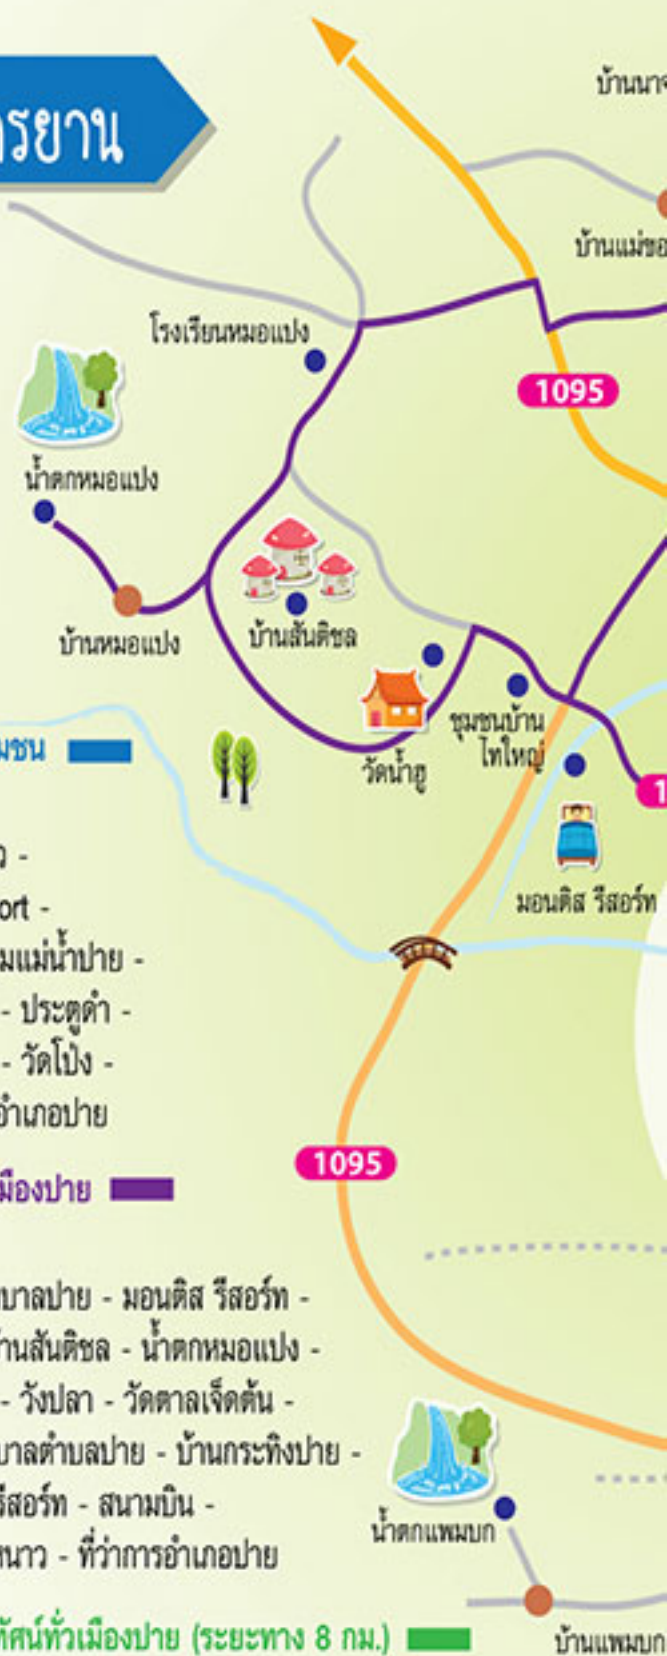 บ้านนา
รยาน
บ้านแม่ขอ
โรงเรียนหมอแปง
1095
น้ำตกหมอแปง
บ้านหมอแปง
บ้านสันติชล
ชุมชนบ้าน
ไทใหญ่
วัดน้ำฮู
มชน
1
ว -
ort -
มอนติส รีสอร์ท
มแม่น้ำปาย -
- ประตูดำ -
- วัดโป่ง -
อำเภอปาย
1095
มืองปาย
บาลปาย - มอนติส รีสอร์ท -
านสันติชล - น้ำตกหมอแปง -
- วังปลา - วัดตาลเจ็ดต้น -
บาลตำบลปาย - บ้านกระทิงปาย -
รีสอร์ท - สนามบิน -
หนาว - ที่ว่าการอำเภอปาย
น้ำตกแพมบก
ทัศน์ทั่วเมืองปาย (ระยะทาง 8 กม.)
บ้านแพมบก